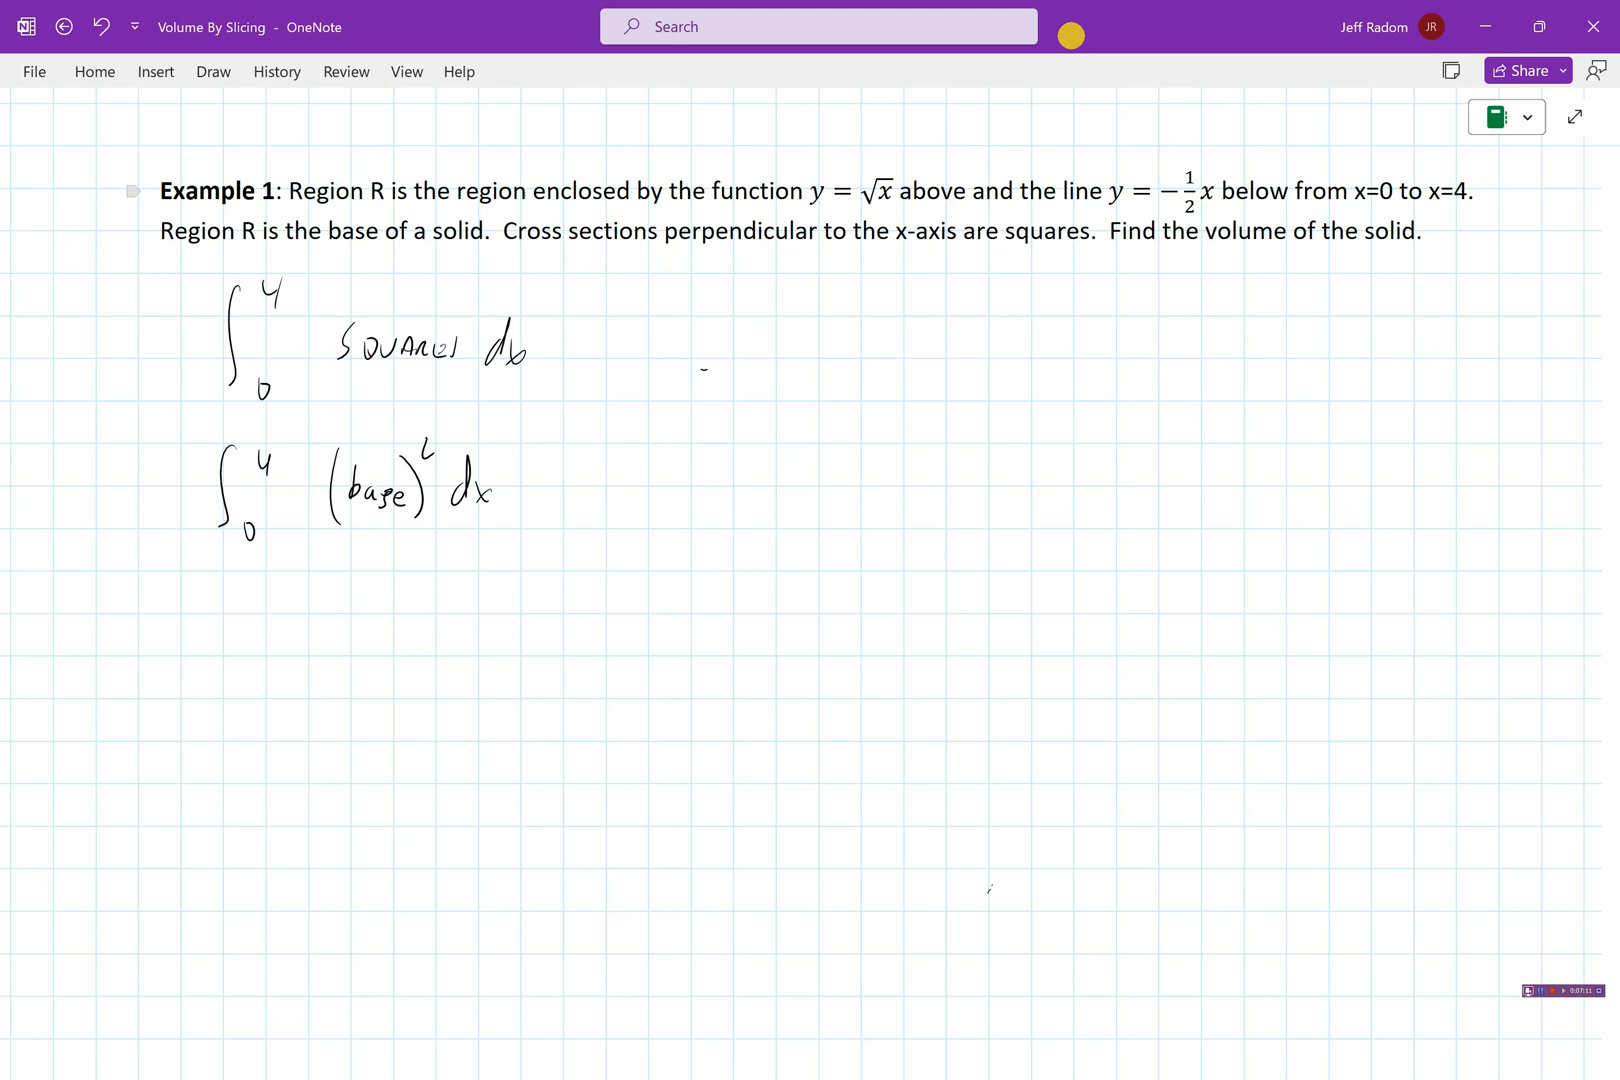 Volume By Slicing - OneNote
Search
Jeff Radom JR
File Home Insert Draw History Review View Help
Share
Example 1: Region R is the region enclosed by the function y = √x above and the line y = −1/2 x below from x=0 to x=4.
Region R is the base of a solid. Cross sections perpendicular to the x-axis are squares. Find the volume of the solid.
∫₀⁴ SQUARES dx
∫₀⁴ (base)² dx
0:07:11